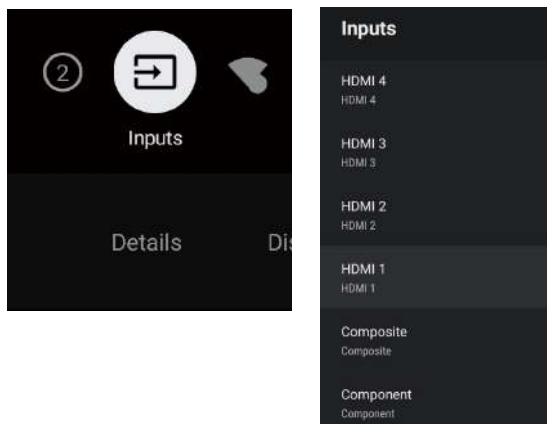 2
Inputs
Details
Dis
Inputs
HDMI 4
HDMI 4
HDMI 3
HDMI 3
HDMI 2
HDMI 2
HDMI 1
HDMI 1
Composite
Composite
Component
Component